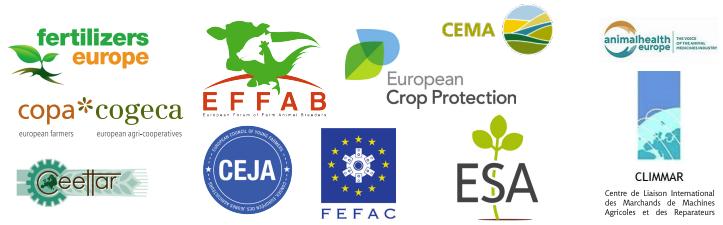 fertilizers
europe
copa*cogeca
european farmers european agri-cooperatives
Ceettar
EFFAB
European Forum of Farm Animal Breeders
CEJA
EUROPEAN COUNCIL OF YOUNG FARMERS
CONSEIL EUROPEEN DES JEUNES AGRICULTEURS
European
Crop Protection
FEFAC
CEMA
ESA
animalhealth
europe
THE VOICE
OF THE ANIMAL
MEDICINES INDUSTRY
CLIMMAR
Centre de Liaison International
des Marchands de Machines
Agricoles et des Reparateurs